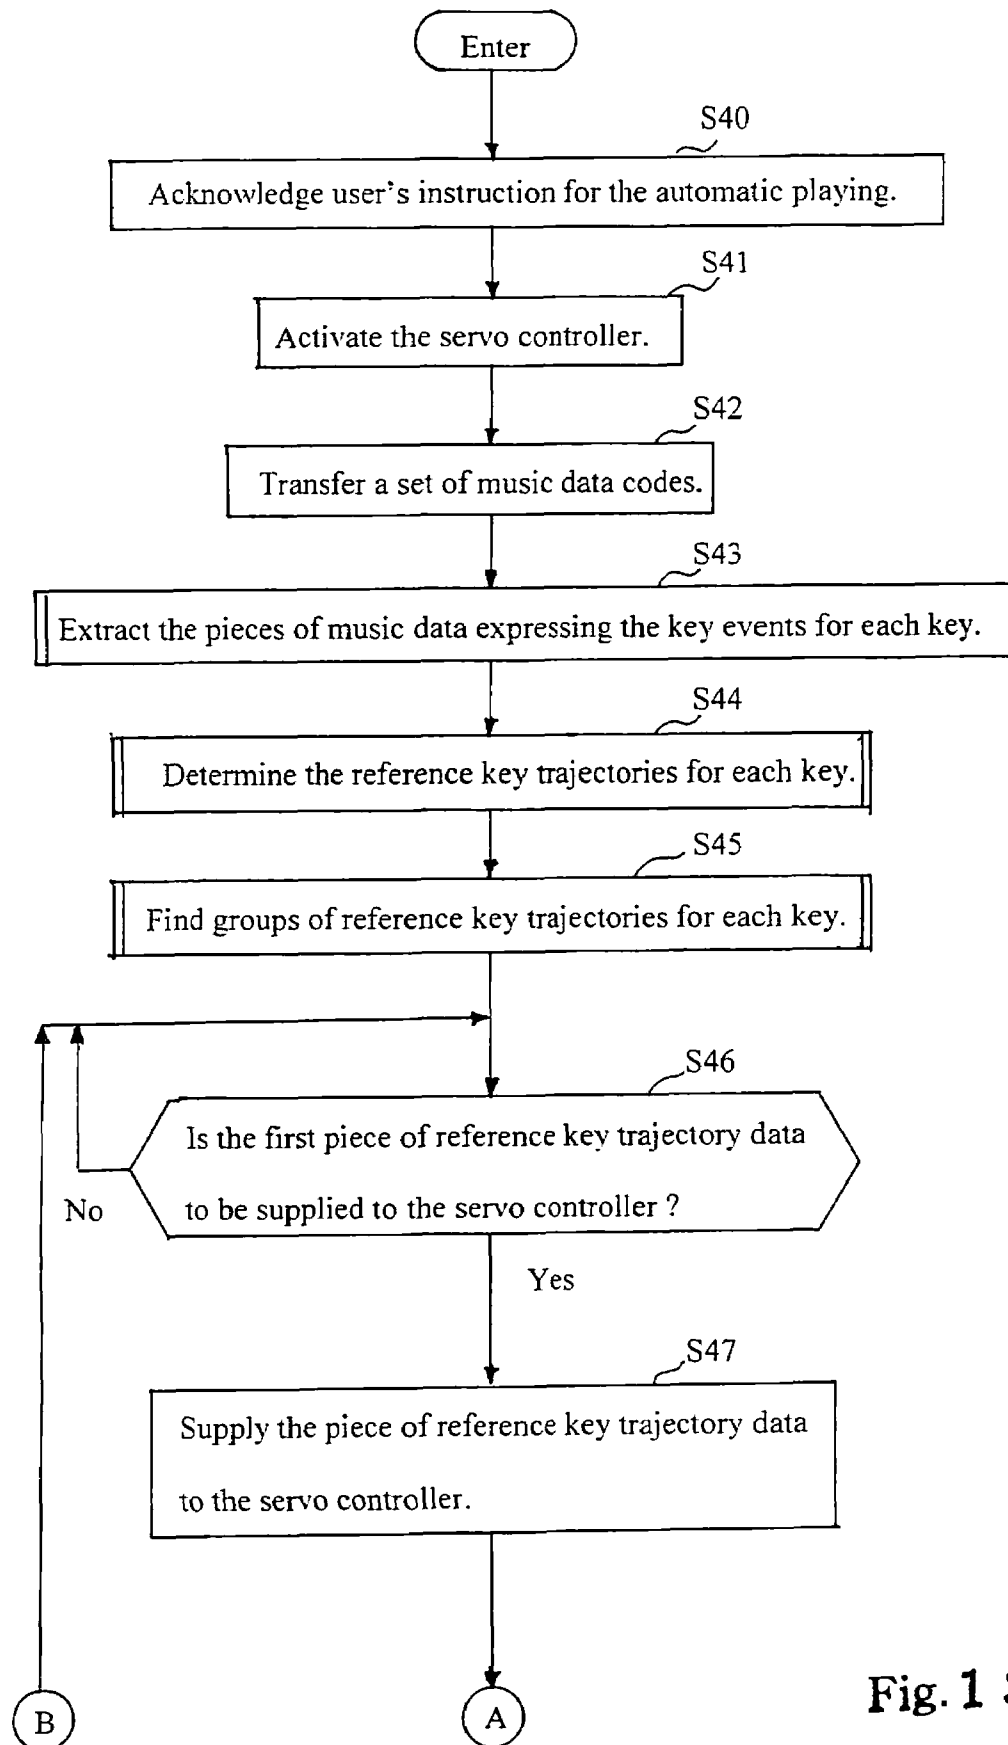 Enter
S40
Acknowledge user's instruction for the automatic playing.
S41
Activate the servo controller.
S42
Transfer a set of music data codes.
S43
Extract the pieces of music data expressing the key events for each key.
S44
Determine the reference key trajectories for each key.
S45
Find groups of reference key trajectories for each key.
S46
Is the first piece of reference key trajectory data
to be supplied to the servo controller ?
No
Yes
S47
Supply the piece of reference key trajectory data
to the servo controller.
B
A
Fig. 1